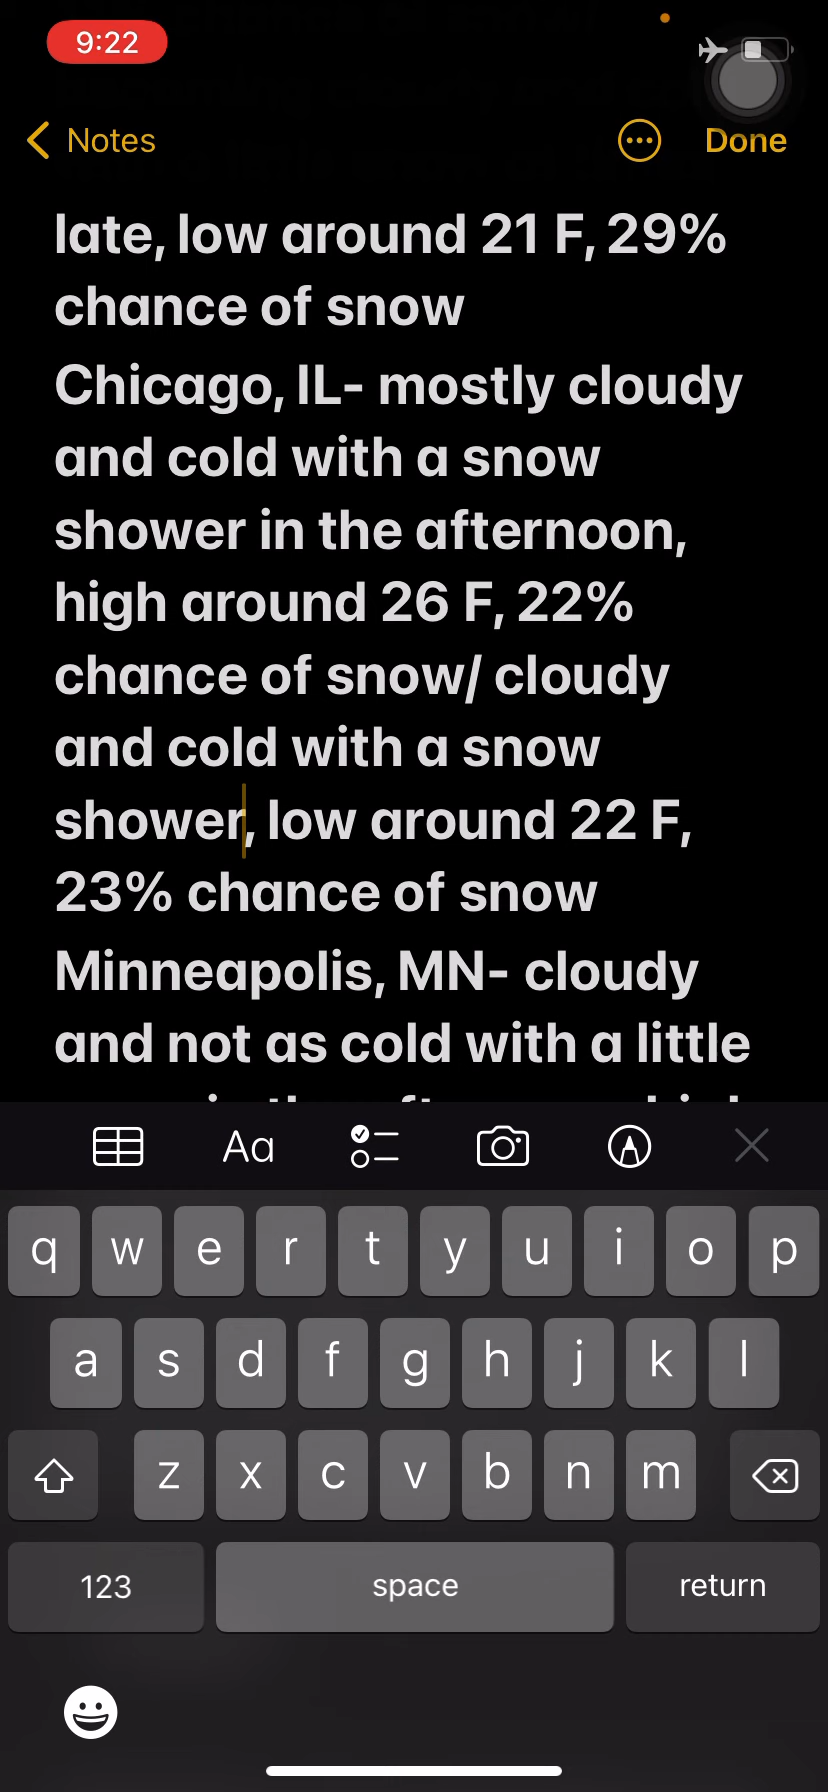 9:22
Notes
Done
late, low around 21 F, 29%
chance of snow
Chicago, IL- mostly cloudy
and cold with a snow
shower in the afternoon,
high around 26 F, 22%
chance of snow/ cloudy
and cold with a snow
shower, low around 22 F,
23% chance of snow
Minneapolis, MN- cloudy
and not as cold with a little
Aa
q w e r t y u i o p
a s d f g h j k l
z x c v b n m
123 space return